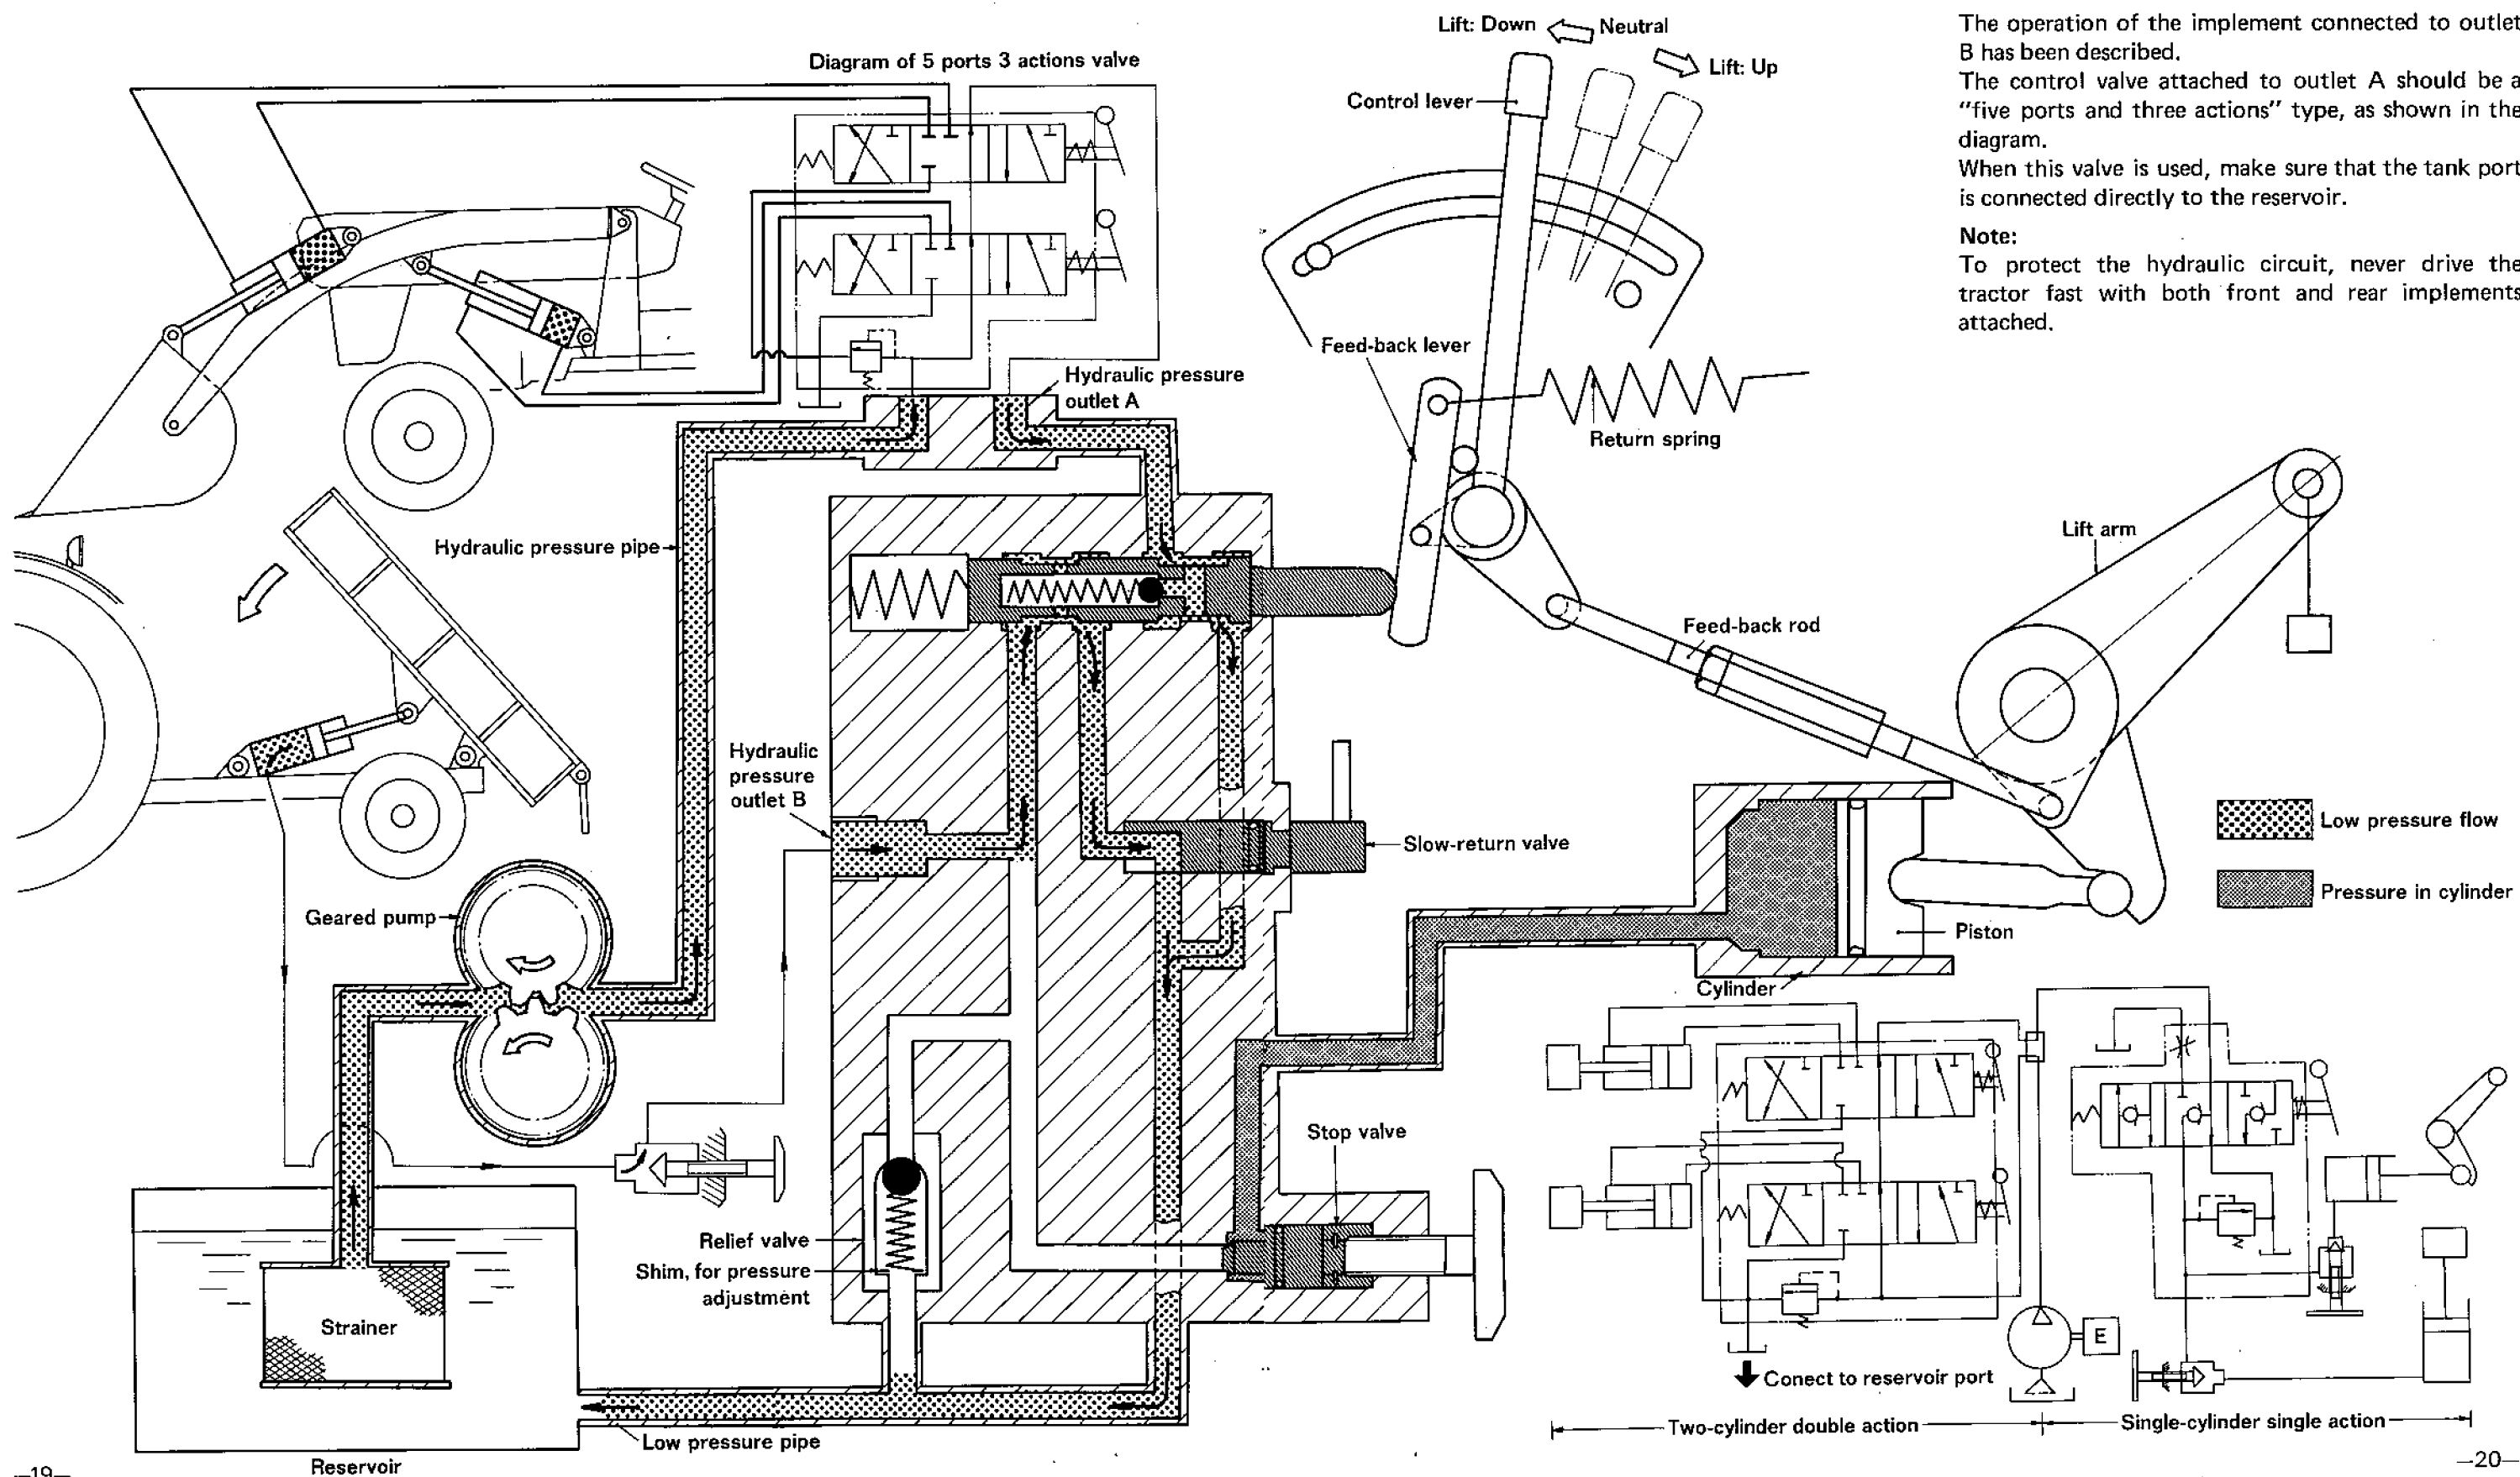 Diagram of 5 ports 3 actions valve
Lift: Down
Neutral
Lift: Up
Control lever
Feed-back lever
Return spring
Hydraulic pressure
outlet A
Hydraulic pressure pipe
Lift arm
Feed-back rod
Hydraulic
pressure
outlet B
Slow-return valve
Low pressure flow
Pressure in cylinder
Geared pump
Piston
Cylinder
Stop valve
Relief valve
Shim, for pressure
adjustment
Strainer
Reservoir
Low pressure pipe
E
Conect to reservoir port
Two-cylinder double action
Single-cylinder single action
The operation of the implement connected to outlet
B has been described.
The control valve attached to outlet A should be a
"five ports and three actions" type, as shown in the
diagram.
When this valve is used, make sure that the tank port
is connected directly to the reservoir.
Note:
To protect the hydraulic circuit, never drive the
tractor fast with both front and rear implements
attached.
—19—
—20—